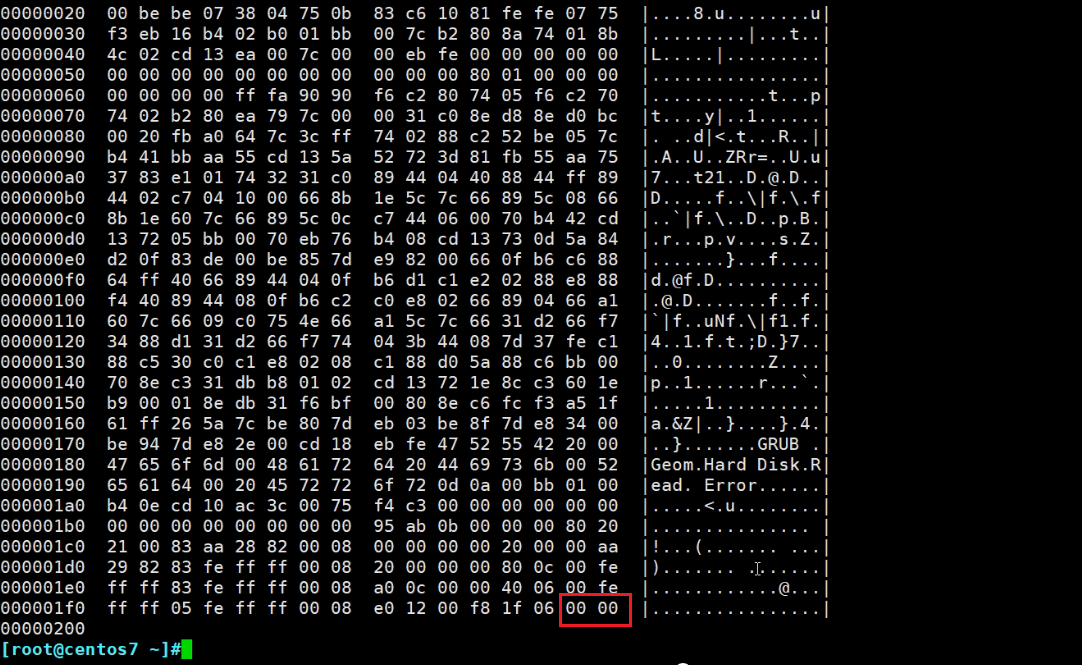 00000020  00 be be 07 38 04 75 0b  83 c6 10 81 fe fe 07 75  |....8.u........u|
00000030  f3 eb 16 b4 02 b0 01 bb  00 7c b2 80 8a 74 01 8b  |.........|...t..|
00000040  4c 02 cd 13 ea 00 7c 00  00 eb fe 00 00 00 00 00  |L.....|.........|
00000050  00 00 00 00 00 00 00 00  00 00 00 80 01 00 00 00  |................|
00000060  00 00 00 00 ff fa 90 90  f6 c2 80 74 05 f6 c2 70  |...........t...p|
00000070  74 02 b2 80 ea 79 7c 00  00 31 c0 8e d8 8e d0 bc  |t....y|..1......|
00000080  00 20 fb a0 64 7c 3c ff  74 02 88 c2 52 be 05 7c  |. ..d|<.t...R..||
00000090  b4 41 bb aa 55 cd 13 5a  52 72 3d 81 fb 55 aa 75  |.A..U..ZRr=..U.u|
000000a0  37 83 e1 01 74 32 31 c0  89 44 04 40 88 44 ff 89  |7...t21..D.@.D..|
000000b0  44 02 c7 04 10 00 66 8b  1e 5c 7c 66 89 5c 08 66  |D.....f..\|f.\.f|
000000c0  8b 1e 60 7c 66 89 5c 0c  c7 44 06 00 70 b4 42 cd  |..`|f.\..D..p.B.|
000000d0  13 72 05 bb 00 70 eb 76  b4 08 cd 13 73 0d 5a 84  |.r...p.v....s.Z.|
000000e0  d2 0f 83 de 00 be 85 7d  e9 82 00 66 0f b6 c6 88  |.......}...f....|
000000f0  64 ff 40 66 89 44 04 0f  b6 d1 c1 e2 02 88 e8 88  |d.@f.D..........|
00000100  f4 40 89 44 08 0f b6 c2  c0 e8 02 66 89 04 66 a1  |.@.D.......f..f.|
00000110  60 7c 66 09 c0 75 4e 66  a1 5c 7c 66 31 d2 66 f7  |`|f..uNf.\|f1.f.|
00000120  34 88 d1 31 d2 66 f7 74  04 3b 44 08 7d 37 fe c1  |4..1.f.t.;D.}7..|
00000130  88 c5 30 c0 c1 e8 02 08  c1 88 d0 5a 88 c6 bb 00  |..0........Z....|
00000140  70 8e c3 31 db b8 01 02  cd 13 72 1e 8c c3 60 1e  |p..1......r...`.|
00000150  b9 00 01 8e db 31 f6 bf  00 80 8e c6 fc f3 a5 1f  |.....1..........|
00000160  61 ff 26 5a 7c be 80 7d  eb 03 be 8f 7d e8 34 00  |a.&Z|..}....}.4.|
00000170  be 94 7d e8 2e 00 cd 18  eb fe 47 52 55 42 20 00  |..}.......GRUB .|
00000180  47 65 6f 6d 00 48 61 72  64 20 44 69 73 6b 00 52  |Geom.Hard Disk.R|
00000190  65 61 64 00 20 45 72 72  6f 72 0d 0a 00 bb 01 00  |ead. Error......|
000001a0  b4 0e cd 10 ac 3c 00 75  f4 c3 00 00 00 00 00 00  |.....<.u........|
000001b0  00 00 00 00 00 00 00 00  95 ab 0b 00 00 00 80 20  |............... |
000001c0  21 00 83 aa 28 82 00 08  00 00 00 00 20 00 00 aa  |!...(....... ...|
000001d0  29 82 83 fe ff ff 00 08  20 00 00 00 80 0c 00 fe  |)....... .......|
000001e0  ff ff 83 fe ff ff 00 08  a0 0c 00 00 40 06 00 fe  |............@...|
000001f0  ff ff 05 fe ff ff 00 08  e0 12 00 f8 1f 06 00 00  |................|
00000200
[root@centos7 ~]#